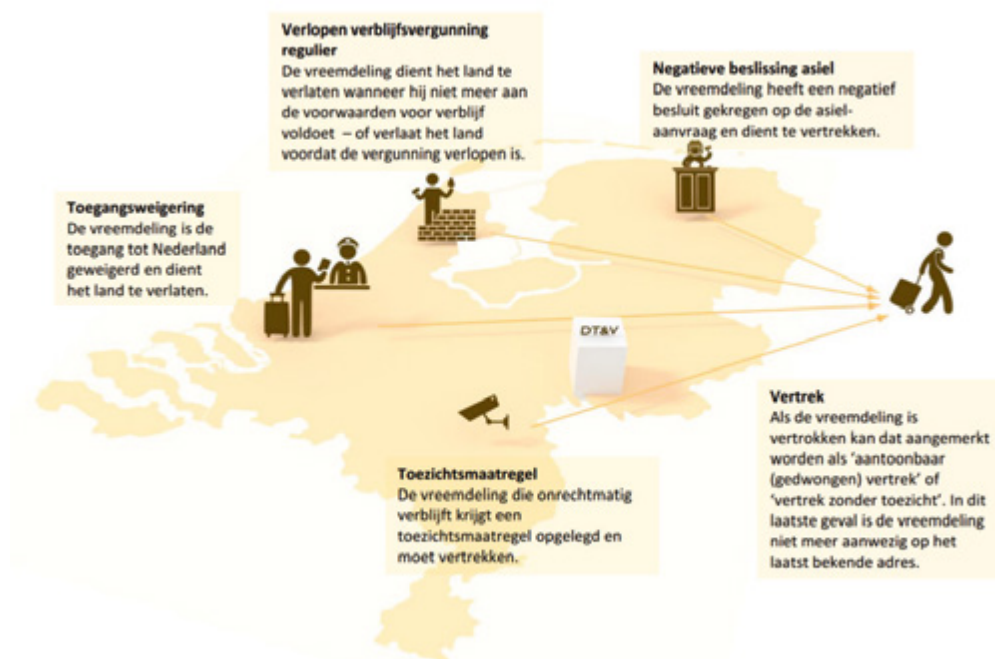 Verlopen verblijfsvergunning
regulier
De vreemdeling dient het land te
verlaten wanneer hij niet meer aan
de voorwaarden voor verblijf
voldoet – of verlaat het land
voordat de vergunning verlopen is.
Negatieve beslissing asiel
De vreemdeling heeft een negatief
besluit gekregen op de asiel-
aanvraag en dient te vertrekken.
Toegangsweigering
De vreemdeling is de
toegang tot Nederland
geweigerd en dient
het land te verlaten.
DT&V
Toezichtsmaatregel
De vreemdeling die onrechtmatig
verblijft krijgt een
toezichtsmaatregel opgelegd en
moet vertrekken.
Vertrek
Als de vreemdeling is
vertrokken kan dat aangemerkt
worden als ‘aantoonbaar
(gedwongen) vertrek’ of
‘vertrek zonder toezicht’. In dit
laatste geval is de vreemdeling
niet meer aanwezig op het
laatst bekende adres.